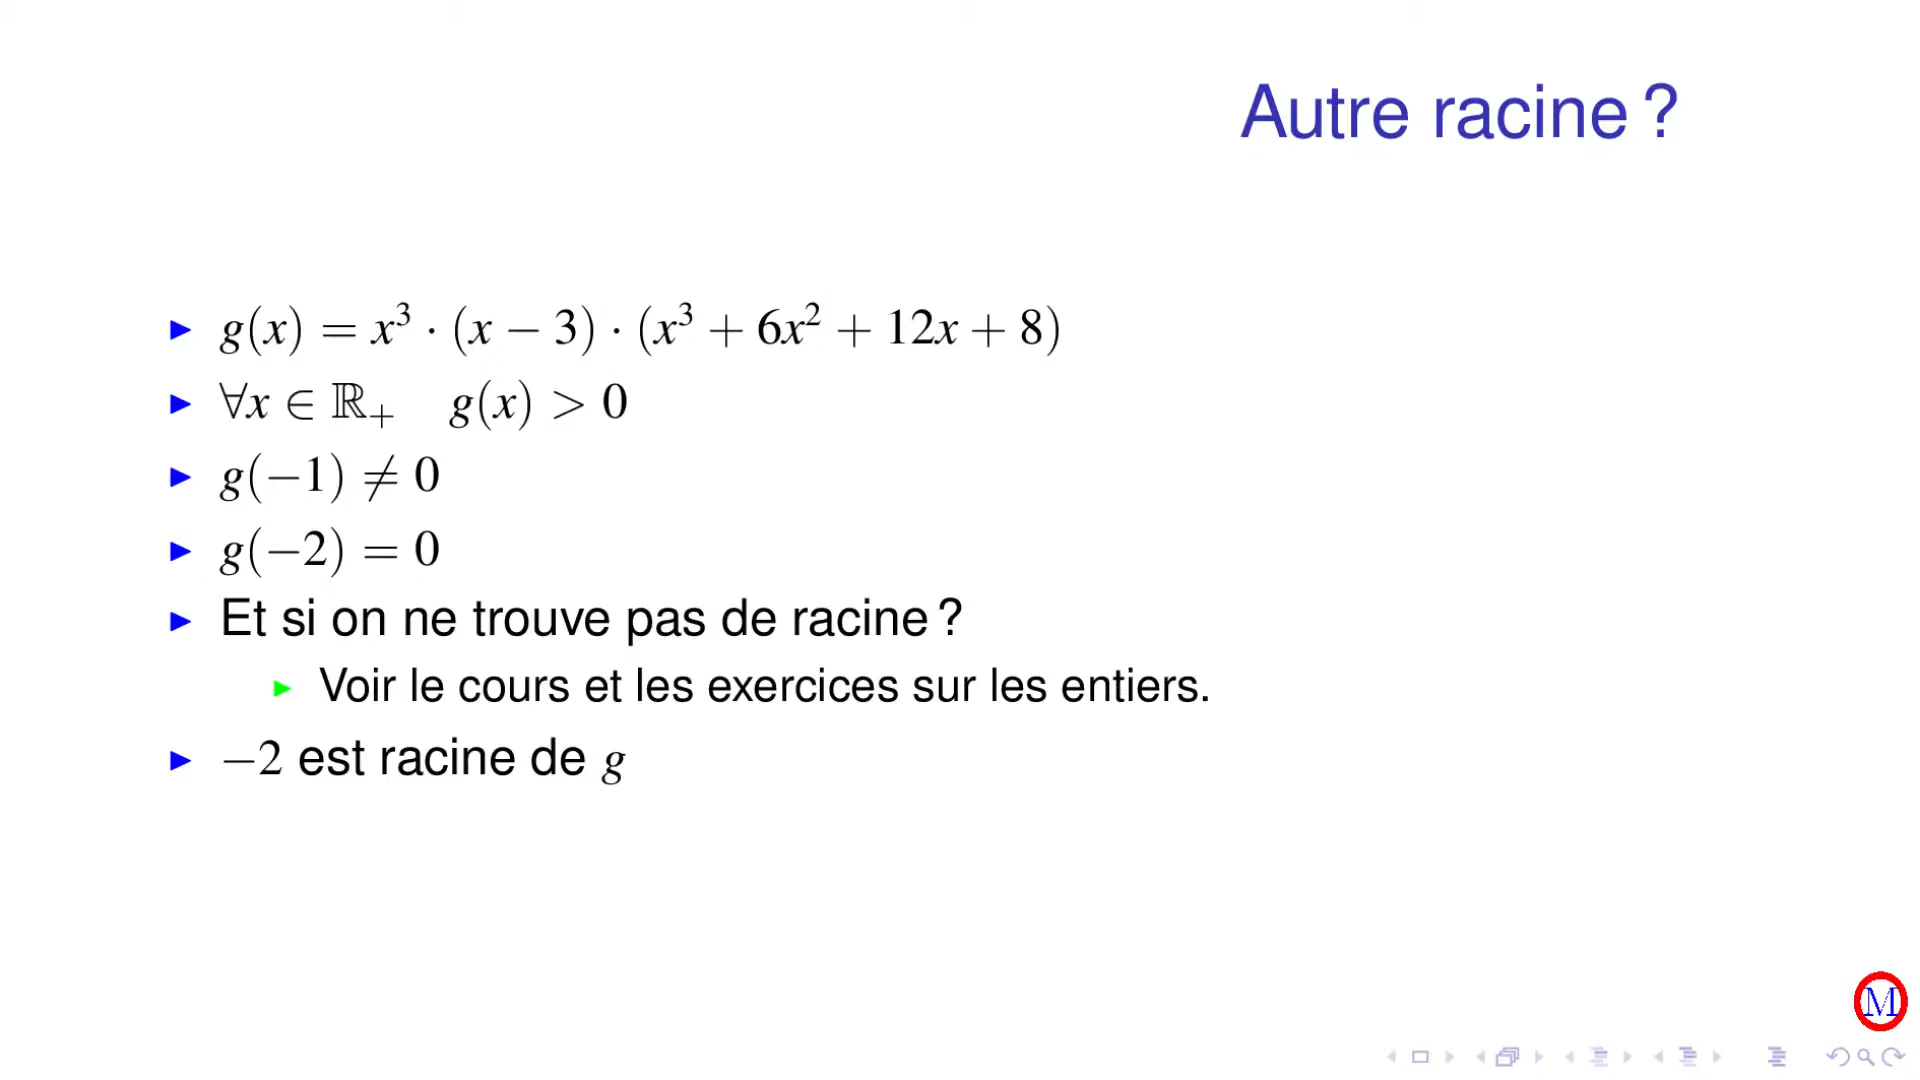 Autre racine ?
g(x) = x³ · (x − 3) · (x³ + 6x² + 12x + 8)
∀x ∈ ℝ₊ g(x) > 0
g(−1) ≠ 0
g(−2) = 0
Et si on ne trouve pas de racine ?
Voir le cours et les exercices sur les entiers.
−2 est racine de g
M